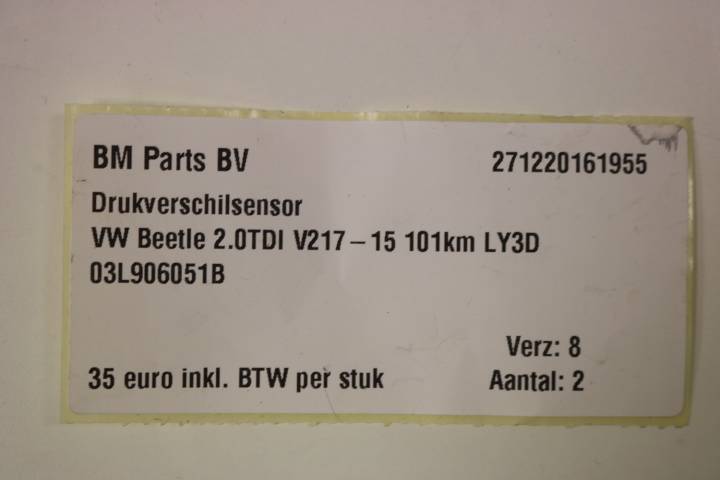 BM Parts BV 271220161955
Drukverschilsensor
VW Beetle 2.0TDI V217 – 15 101km LY3D
03L906051B
Verz: 8
35 euro inkl. BTW per stuk Aantal: 2